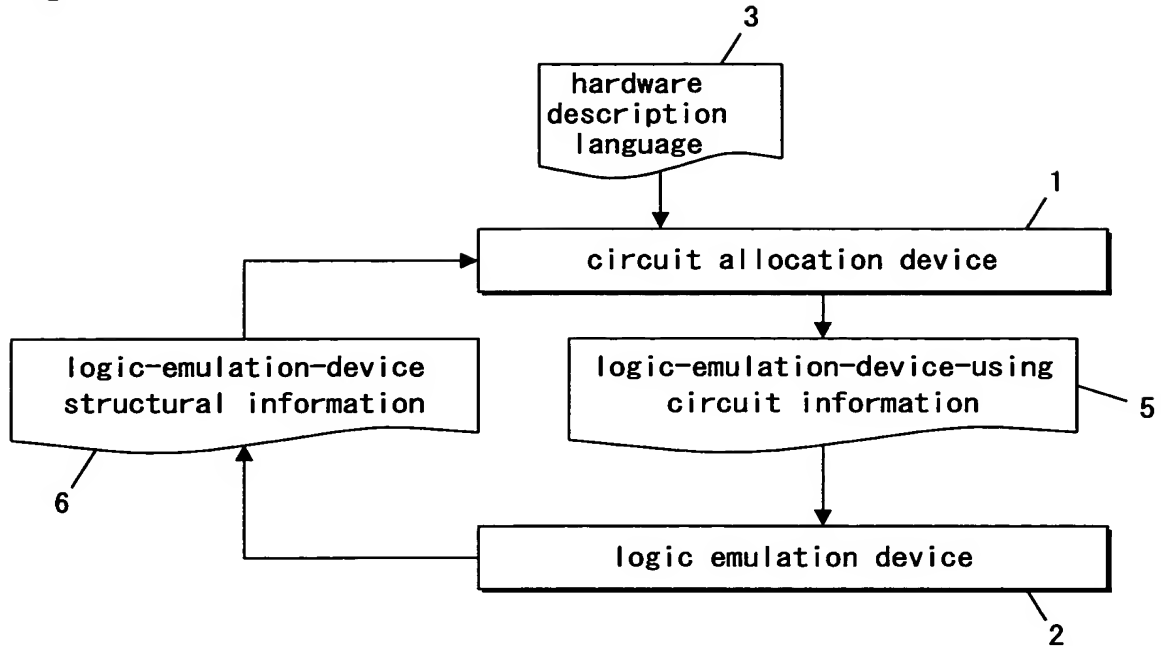 3
hardware
description
language
1
circuit allocation device
logic-emulation-device
structural information
logic-emulation-device-using
circuit information
5
6
logic emulation device
2